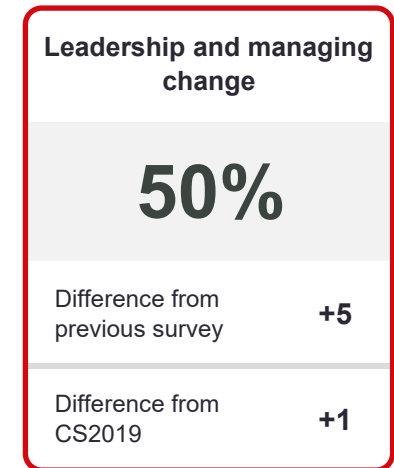 Leadership and managing
change
50%
Difference from
previous survey
+5
Difference from
CS2019
+1